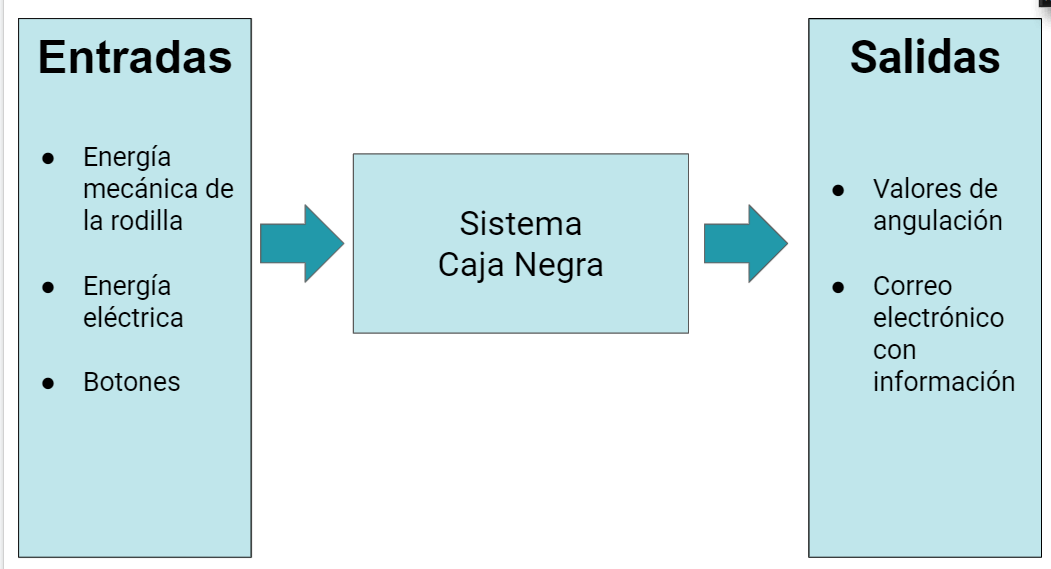 Entradas
● Energía
mecánica de
la rodilla
● Energía
eléctrica
● Botones
Sistema
Caja Negra
Salidas
● Valores de
angulación
● Correo
electrónico
con
información